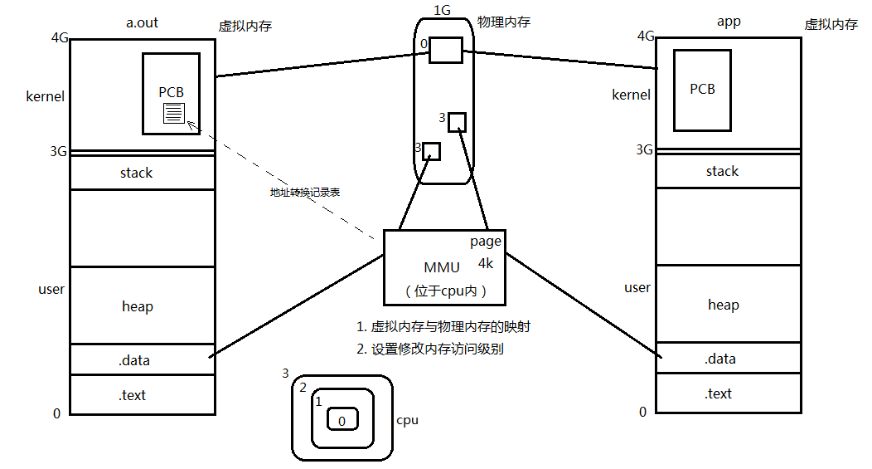 a.out
虚拟内存
4G
kernel
PCB
3G
stack
user
heap
.data
.text
0
1G
物理内存
0
3
3
地址转换记录表
page
4k
MMU
（位于cpu内）
1. 虚拟内存与物理内存的映射
2. 设置修改内存访问级别
3
2
1
0
cpu
app
虚拟内存
4G
kernel
PCB
3G
stack
user
heap
.data
.text
0